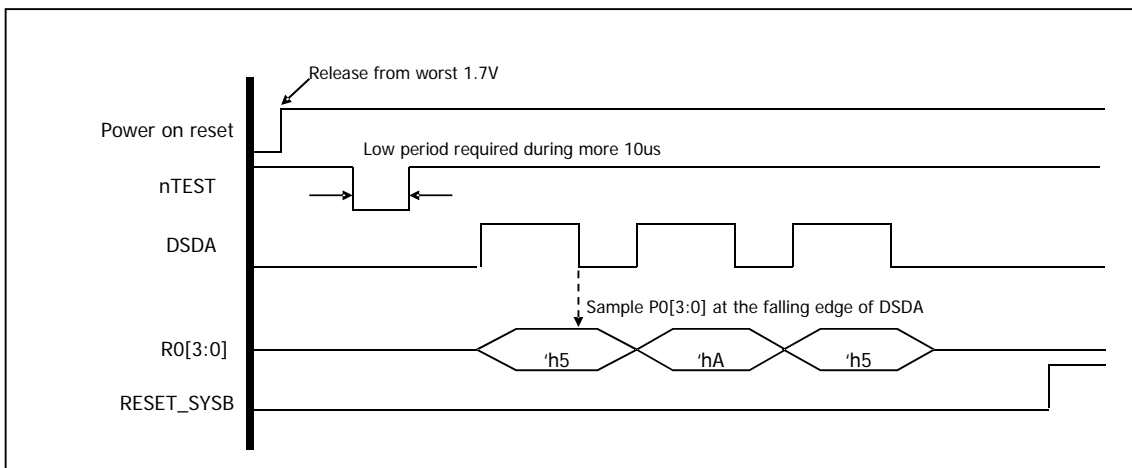 Release from worst 1.7V
Power on reset
Low period required during more 10us
nTEST
DSDA
Sample P0[3:0] at the falling edge of DSDA
R0[3:0]
‘h5
‘hA
‘h5
RESET_SYSB